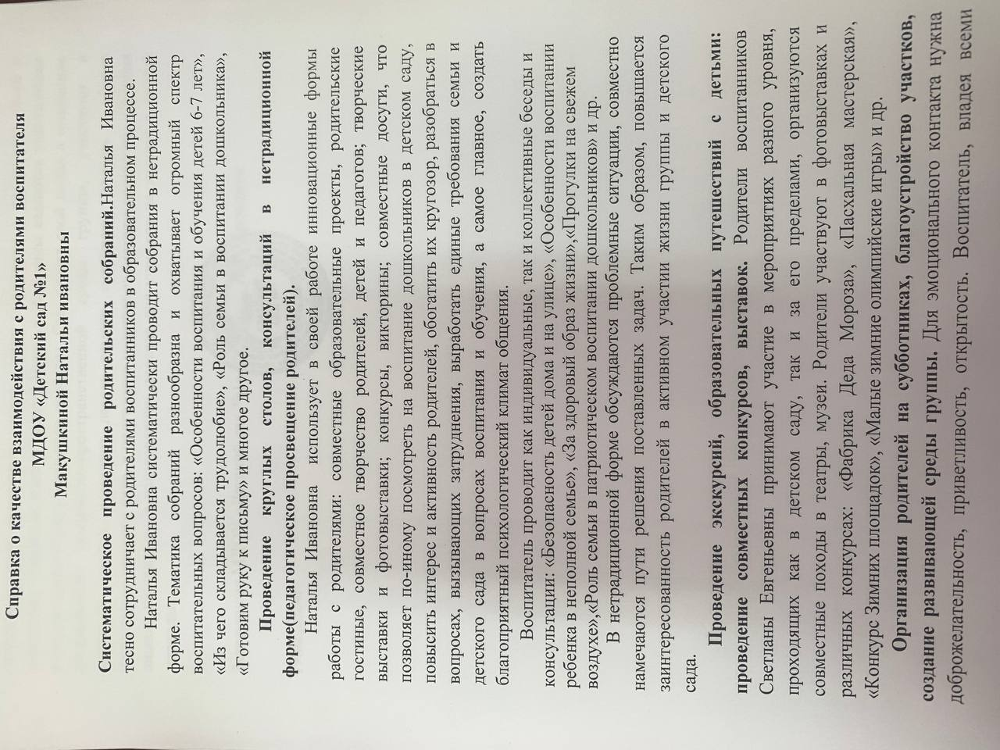 Справка о качестве взаимодействия с родителями воспитателя
МДОУ «Детский сад №1»
Макушкиной Натальи ивановны
Систематическое проведение родительских собраний.Наталья Ивановна
тесно сотрудничает с родителями воспитанников в образовательном процессе.
Наталья Ивановна систематически проводит собрания в нетрадиционной
форме. Тематика собраний разнообразна и охватывает огромный спектр
воспитательных вопросов: «Особенности воспитания и обучения детей 6-7 лет»,
«Из чего складывается трудолюбие», «Роль семьи в воспитании дошкольника»,
«Готовим руку к письму» и многое другое.
Проведение круглых столов, консультаций в нетрадиционной
форме(педагогическое просвещение родителей).
Наталья Ивановна использует в своей работе инновационные формы
работы с родителями: совместные образовательные проекты, родительские
гостиные, совместное творчество родителей, детей и педагогов; творческие
выставки и фотовыставки; конкурсы, викторины; совместные досуги, что
позволяет по-иному посмотреть на воспитание дошкольников в детском саду,
повысить интерес и активность родителей, обогатить их кругозор, разобраться в
вопросах, вызывающих затруднения, выработать единые требования семьи и
детского сада в вопросах воспитания и обучения, а самое главное, создать
благоприятный психологический климат общения.
Воспитатель проводит как индивидуальные, так и коллективные беседы и
консультации: «Безопасность детей дома и на улице», «Особенности воспитании
ребенка в неполной семье», «За здоровый образ жизни»,«Прогулки на свежем
воздухе»,«Роль семьи в патриотическом воспитании дошкольников» и др.
В нетрадиционной форме обсуждаются проблемные ситуации, совместно
намечаются пути решения поставленных задач. Таким образом, повышается
заинтересованность родителей в активном участии жизни группы и детского
сада.
Проведение экскурсий, образовательных путешествий с детьми:
проведение совместных конкурсов, выставок. Родители воспитанников
Светланы Евгеньевны принимают участие в мероприятиях разного уровня,
проходящих как в детском саду, так и за его пределами, организуются
совместные походы в театры, музеи. Родители участвуют в фотовыставках и
различных конкурсах: «Фабрика Деда Мороза», «Пасхальная мастерская»,
«Конкурс Зимних площадок», «Малые зимние олимпийские игры» и др.
Организация родителей на субботниках, благоустройство участков,
создание развивающей среды группы. Для эмоционального контакта нужна
доброжелательность, приветливость, открытость. Воспитатель, владея всеми